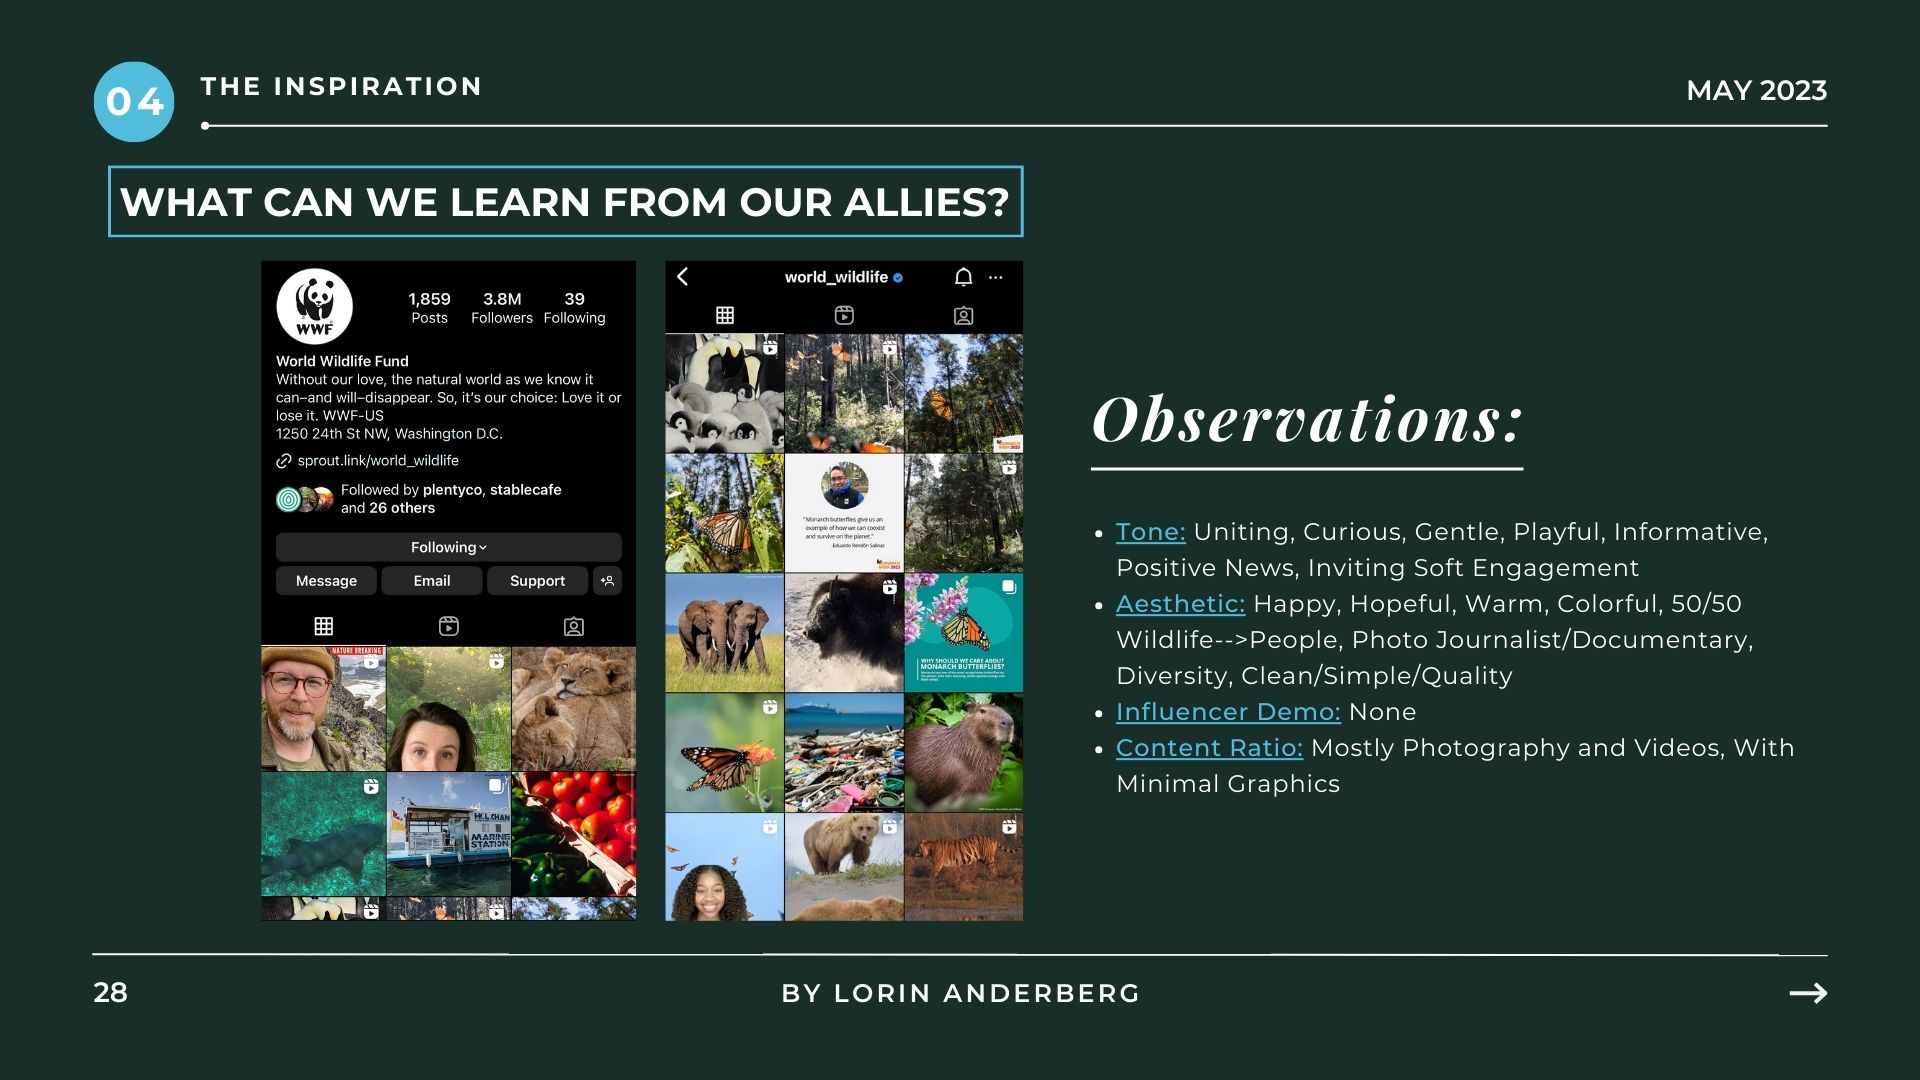 04
THE INSPIRATION
MAY 2023
WHAT CAN WE LEARN FROM OUR ALLIES?
WWF
1,859
Posts
3.8M
Followers
39
Following
World Wildlife Fund
Without our love, the natural world as we know it
can–and will–disappear. So, it's our choice: Love it or
lose it. WWF-US
1250 24th St NW, Washington D.C.
sprout.link/world_wildlife
Followed by plentyco, stablecafe
and 26 others
Following
Message
Email
Support
NATURE BREAKING
MARINE
STATION
world_wildlife
MONARCH
WEEK 2023
"Monarch butterflies give us an
example of how we can coexist
and survive on the planet."
-Eduardo Rendón Salinas
MONARCH
WEEK 2023
WHY SHOULD WE CARE ABOUT
MONARCH BUTTERFLIES?
Observations:
• Tone: Uniting, Curious, Gentle, Playful, Informative,
Positive News, Inviting Soft Engagement
• Aesthetic: Happy, Hopeful, Warm, Colorful, 50/50
Wildlife-->People, Photo Journalist/Documentary,
Diversity, Clean/Simple/Quality
• Influencer Demo: None
• Content Ratio: Mostly Photography and Videos, With
Minimal Graphics
28
BY LORIN ANDERBERG